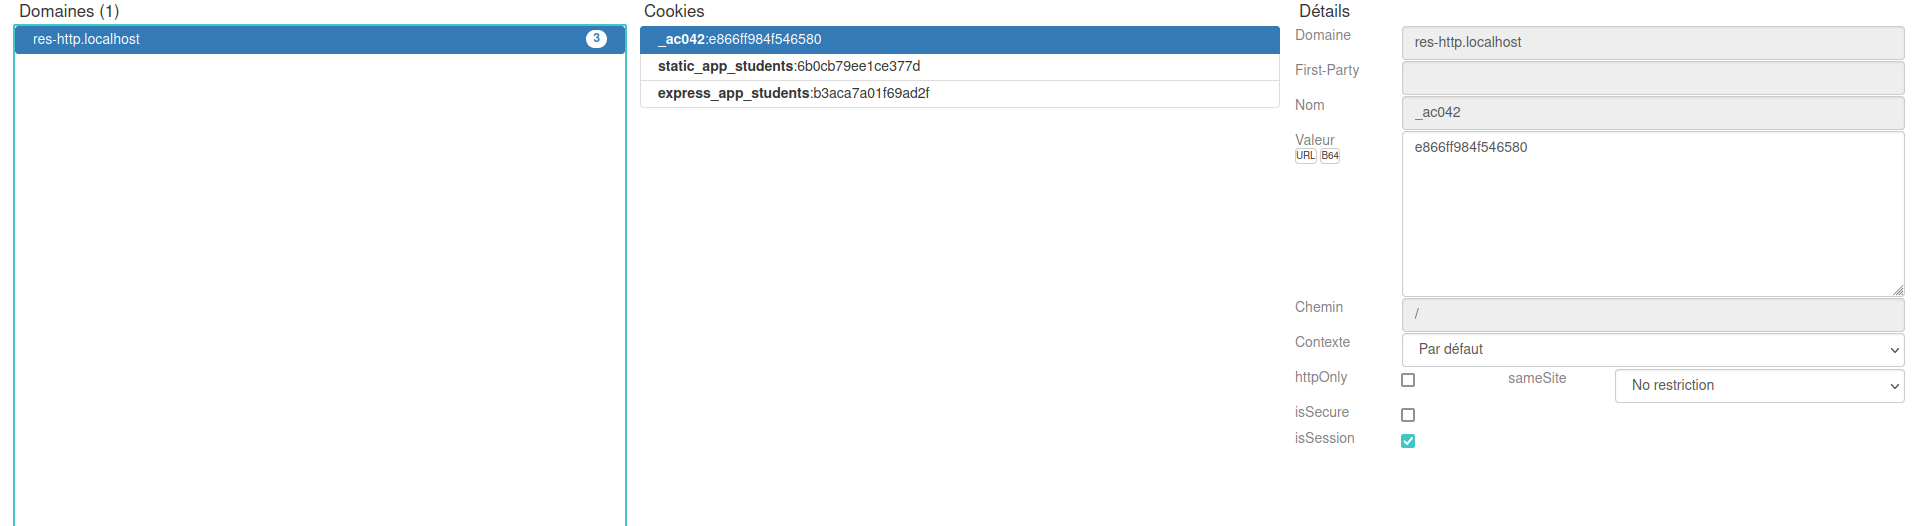 Domaines (1)
res-http.localhost 3
Cookies
_ac042:e866ff984f546580
static_app_students:6b0cb79ee1ce377d
express_app_students:b3aca7a01f69ad2f
Détails
Domaine res-http.localhost
First-Party
Nom _ac042
Valeur e866ff984f546580
URL B64
Chemin /
Contexte Par défaut
httpOnly sameSite No restriction
isSecure
isSession